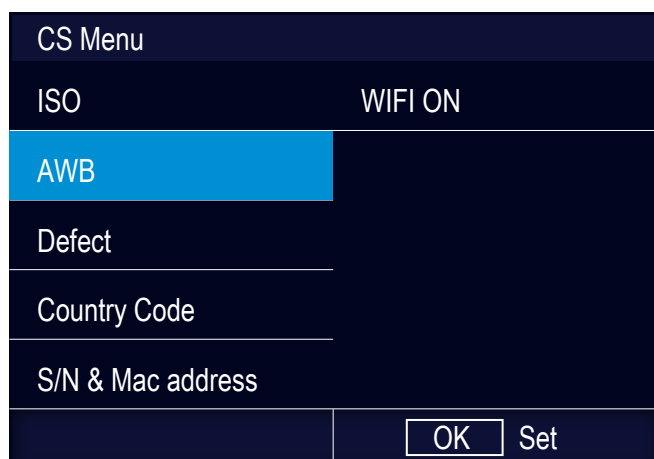 CS Menu
ISO
WIFI ON
AWB
Defect
Country Code
S/N & Mac address
OK Set